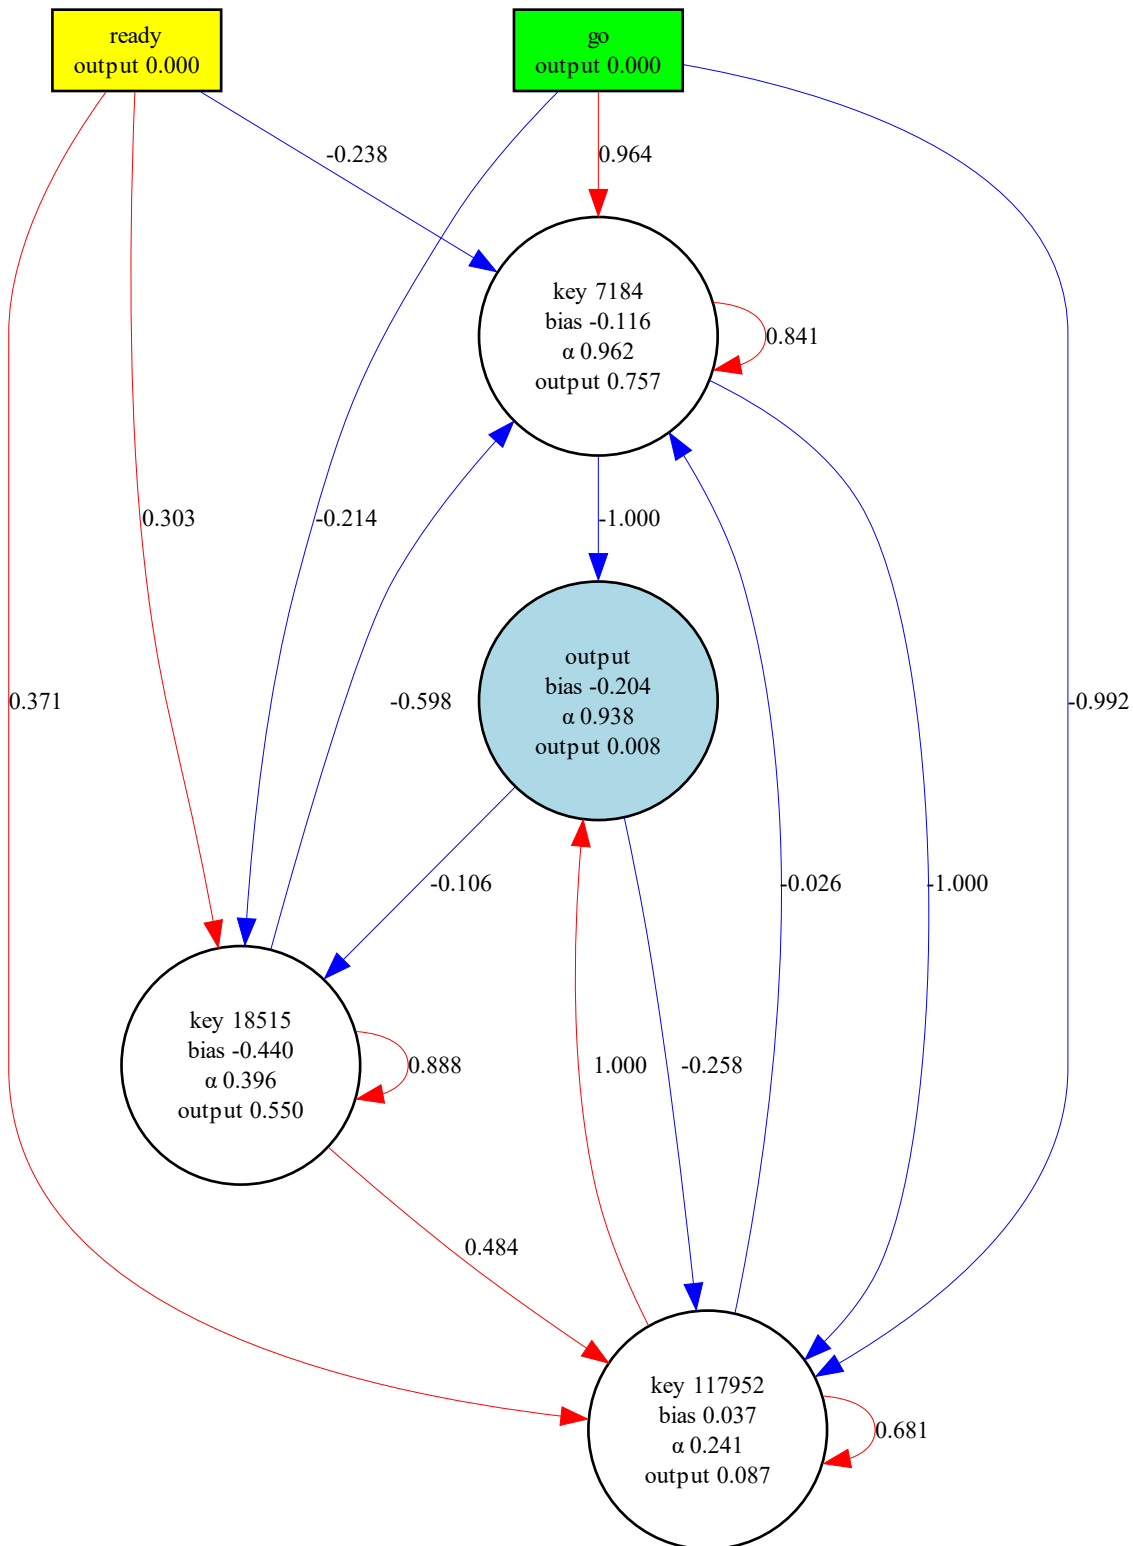 ready
output 0.000
go
output 0.000
-0.238
0.964
key 7184
bias -0.116
α 0.962
output 0.757
0.841
0.303
-0.214
-1.000
output
bias -0.204
α 0.938
output 0.008
0.371
-0.598
-0.992
-0.106
-0.026
-1.000
key 18515
bias -0.440
α 0.396
output 0.550
0.888
1.000
-0.258
0.484
key 117952
bias 0.037
α 0.241
output 0.087
0.681